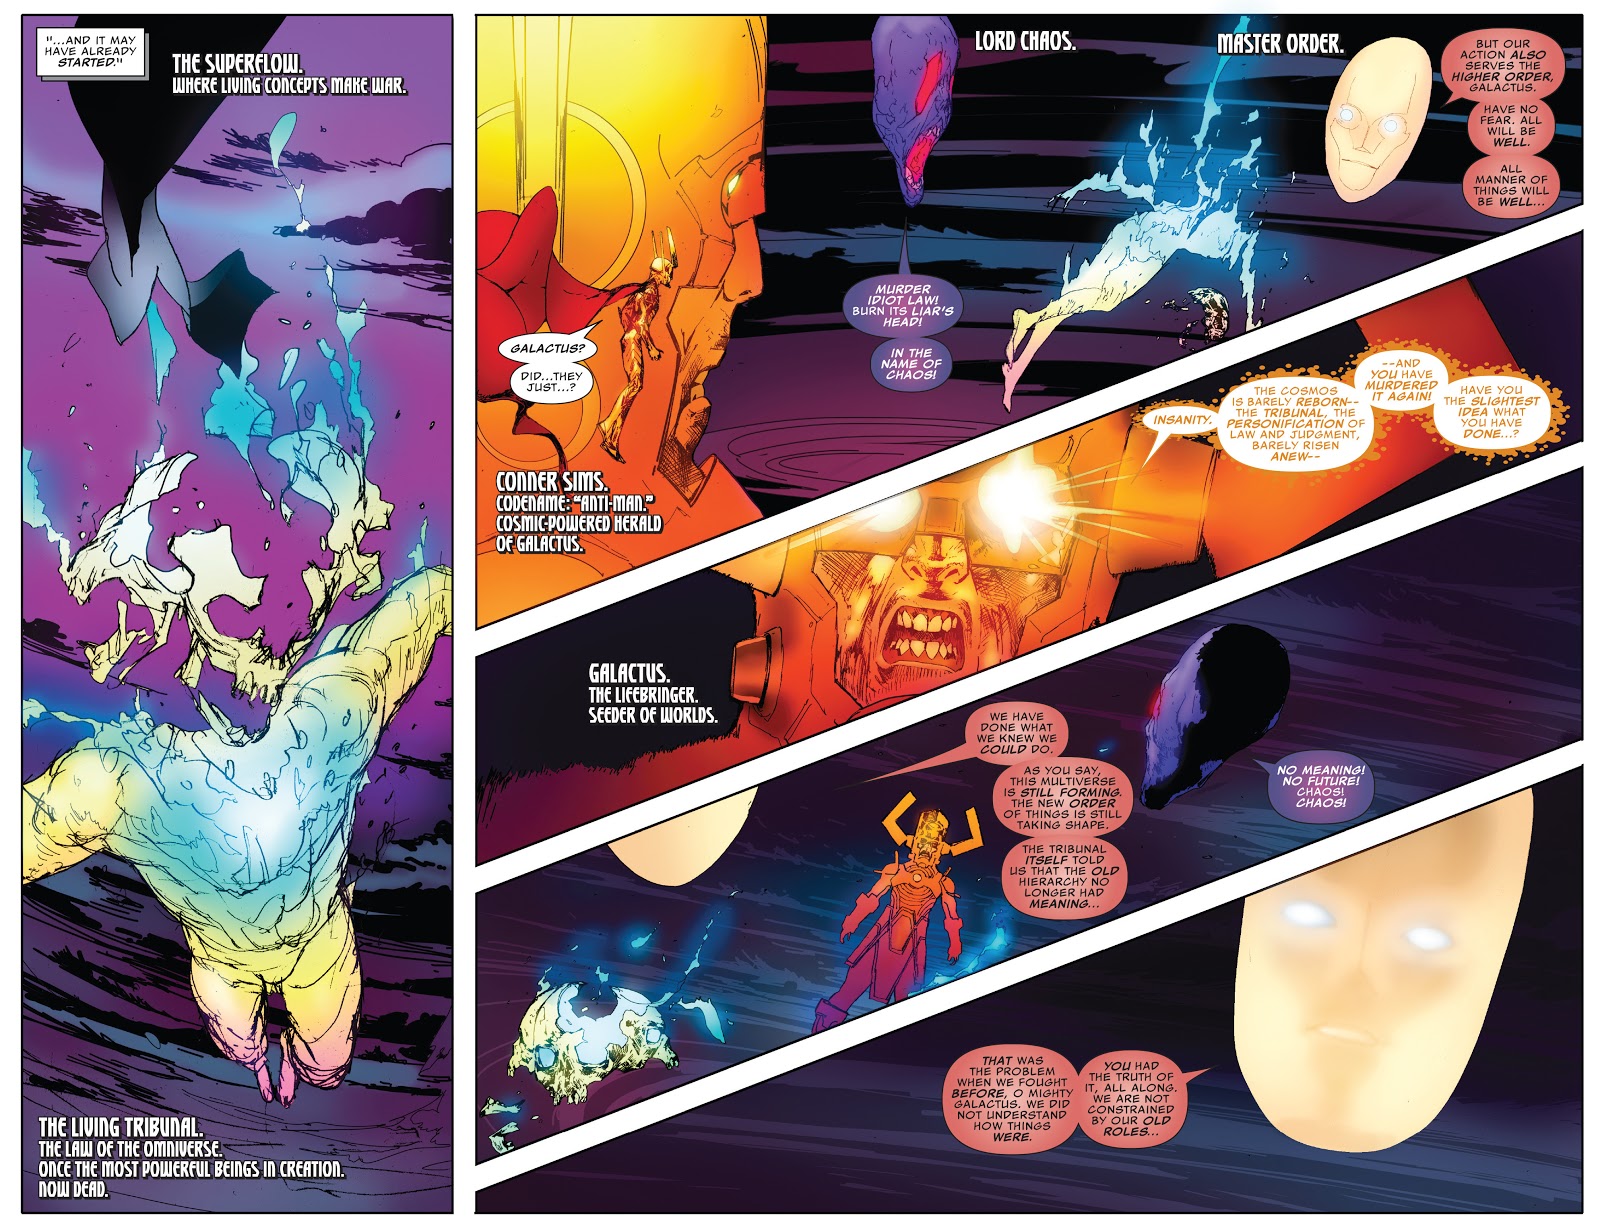 "...AND IT MAY
HAVE ALREADY
STARTED."
THE SUPERFLOW.
WHERE LIVING CONCEPTS MAKE WAR.
THE LIVING TRIBUNAL.
THE LAW OF THE OMNIVERSE.
ONCE THE MOST POWERFUL BEINGS IN CREATION.
NOW DEAD.
GALACTUS?
DID...THEY
JUST...?
CONNER SIMS.
CODENAME: "ANTI-MAN."
COSMIC-POWERED HERALD
OF GALACTUS.
LORD CHAOS.
MURDER
IDIOT LAW!
BURN ITS LIAR'S
HEAD!
IN THE
NAME OF
CHAOS!
MASTER ORDER.
BUT OUR
ACTION ALSO
SERVES THE
HIGHER ORDER,
GALACTUS.
HAVE NO
FEAR. ALL
WILL BE
WELL.
ALL
MANNER OF
THINGS WILL
BE WELL...
GALACTUS.
THE LIFEBRINGER.
SEEDER OF WORLDS.
INSANITY.
THE COSMOS
IS BARELY REBORN--
THE TRIBUNAL, THE
PERSONIFICATION OF
LAW AND JUDGMENT,
BARELY RISEN
ANEW--
--AND
YOU HAVE
MURDERED
IT AGAIN!
HAVE YOU
THE SLIGHTEST
IDEA WHAT
YOU HAVE
DONE...?
WE HAVE
DONE WHAT
WE KNEW WE
COULD DO.
AS YOU SAY,
THIS MULTIVERSE
IS STILL FORMING.
THE NEW ORDER
OF THINGS IS STILL
TAKING SHAPE.
THE TRIBUNAL
ITSELF TOLD
US THAT THE OLD
HIERARCHY NO
LONGER HAD
MEANING...
NO MEANING!
NO FUTURE!
CHAOS!
CHAOS!
THAT WAS
THE PROBLEM
WHEN WE FOUGHT
BEFORE, O MIGHTY
GALACTUS. WE DID
NOT UNDERSTAND
HOW THINGS
WERE.
YOU HAD
THE TRUTH OF
IT, ALL ALONG.
WE ARE NOT
CONSTRAINED
BY OUR OLD
ROLES...